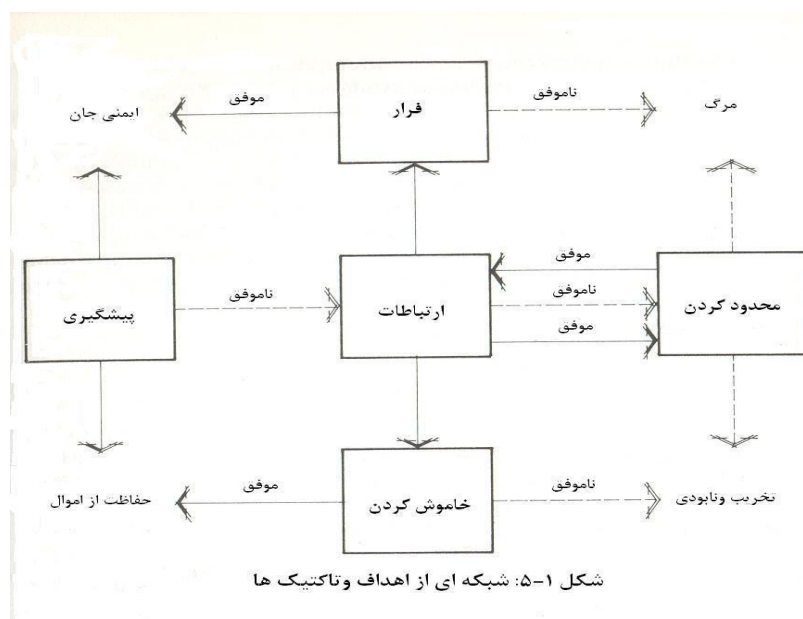 فرار
موفق
ناموفق
ایمنی جان
مرگ
پیشگیری
ناموفق
ارتباطات
موفق
ناموفق
موفق
محدود کردن
حفاظت از اموال
موفق
خاموش کردن
ناموفق
تخریب ونابودی
شکل ۱-۵: شبکه ای از اهداف وتاکتیک ها